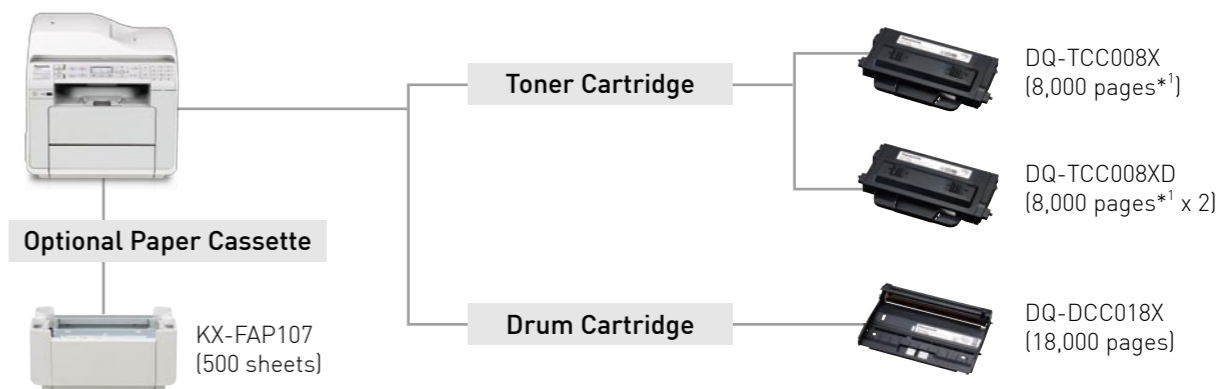 Toner Cartridge
DQ-TCC008X
(8,000 pages*1)
DQ-TCC008XD
(8,000 pages*1 x 2)
Optional Paper Cassette
KX-FAP107
(500 sheets)
Drum Cartridge
DQ-DCC018X
(18,000 pages)